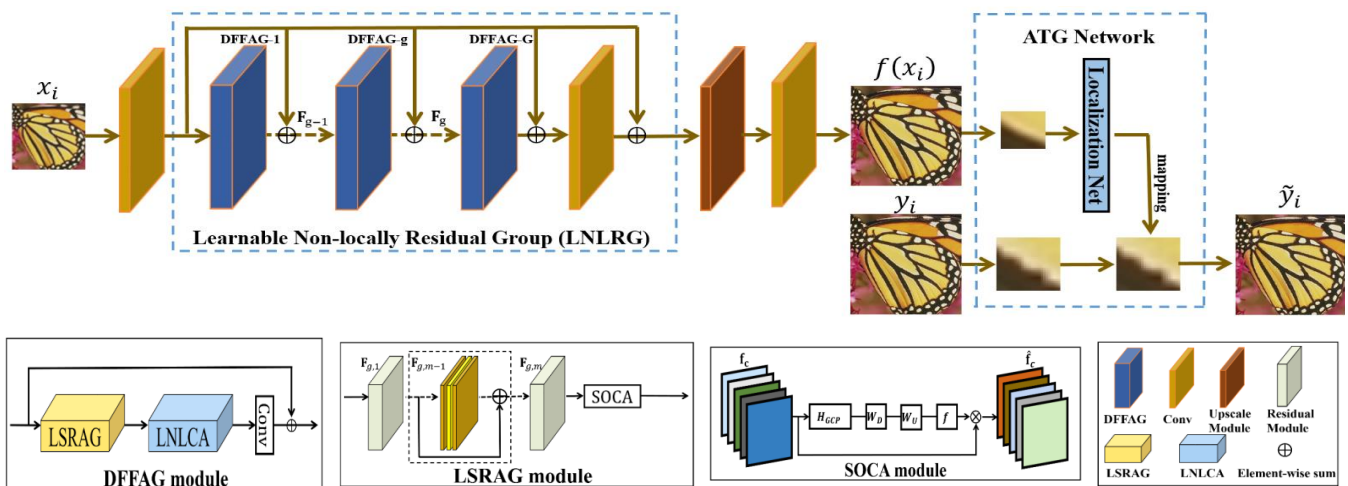 x_i
DFFAG-1
DFFAG-g
DFFAG-G
F_{g-1}
F_g
Learnable Non-locally Residual Group (LNLRG)
f(x_i)
y_i
ATG Network
Localization Net
mapping
ỹ_i
LSRAG
LNLCA
Conv
DFFAG module
F_{g,1}
F_{g,m-1}
F_{g,m}
SOCA
LSRAG module
f_c
f̂_c
H_{GCP}
W_D
W_U
f
SOCA module
DFFAG
Conv
Upscale Module
Residual Module
LSRAG
LNLCA
Element-wise sum